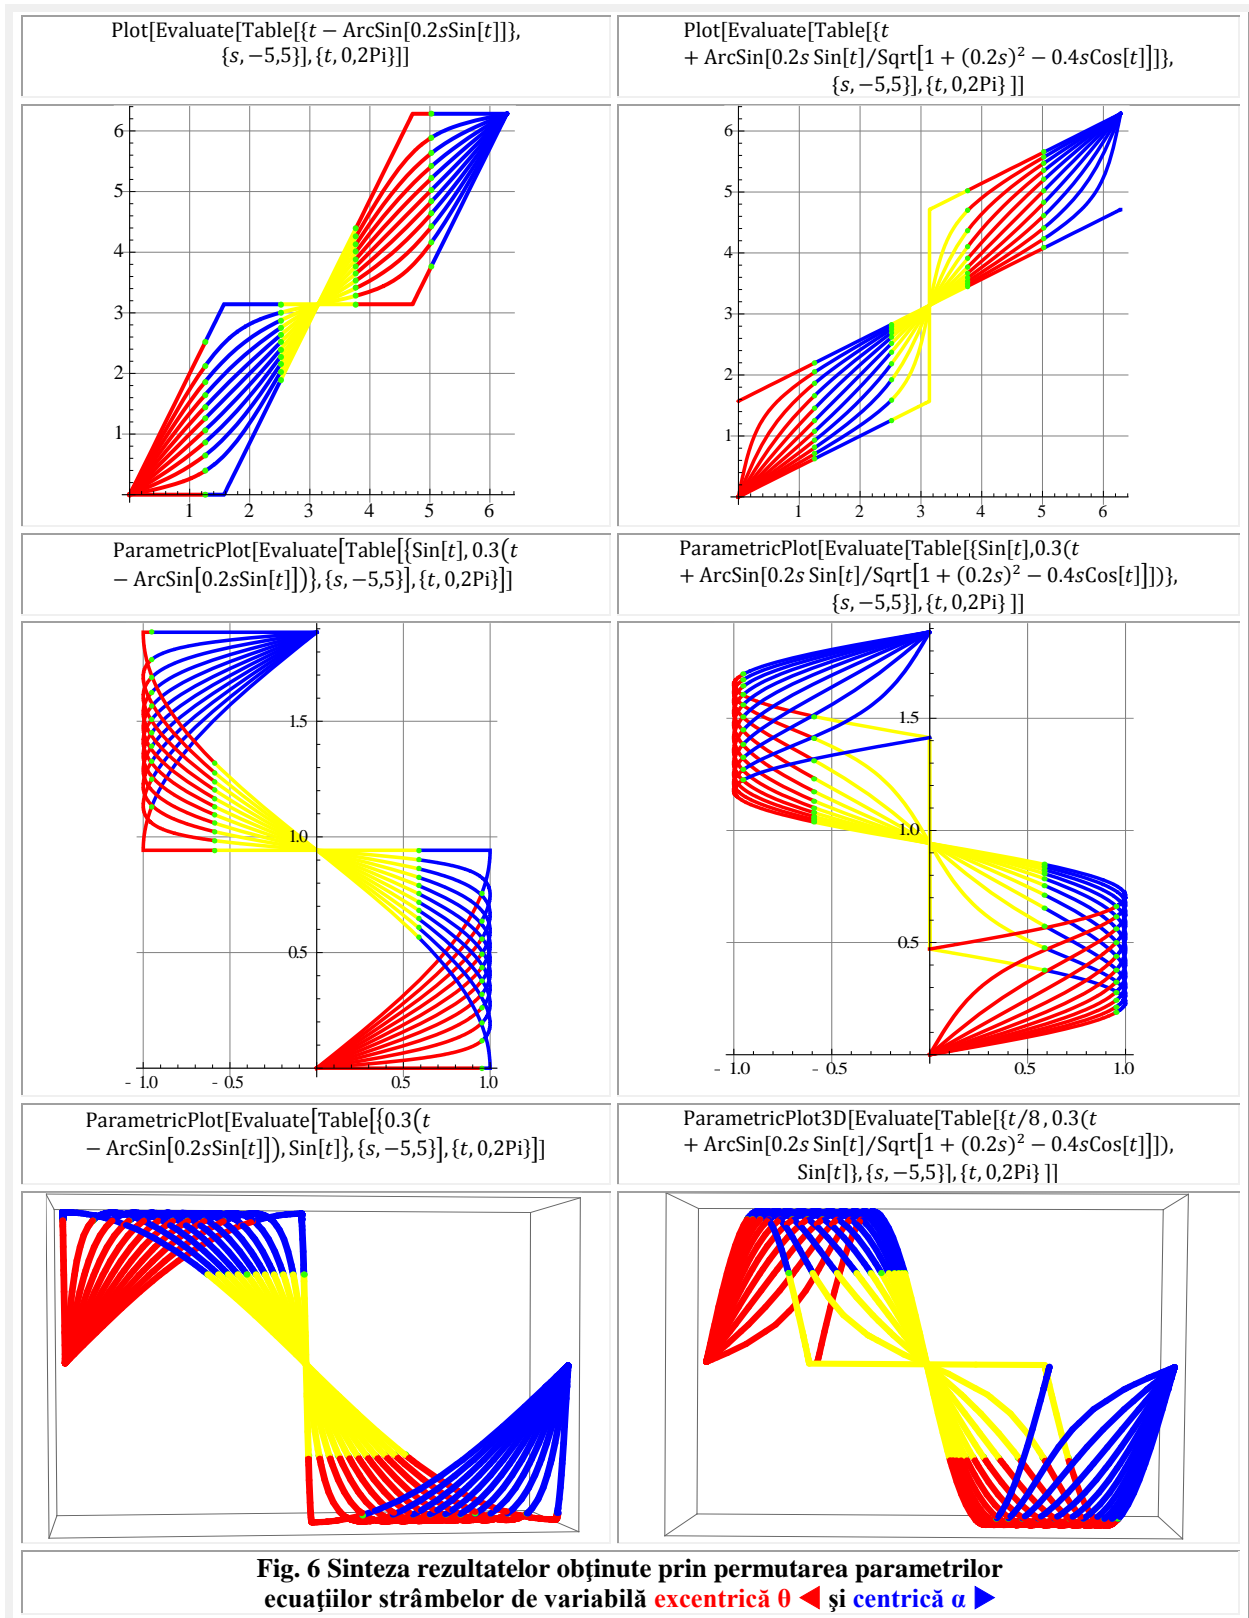 Plot[Evaluate[Table[{t − ArcSin[0.2sSin[t]]},
{s, −5,5}], {t, 0,2Pi}]]
Plot[Evaluate[Table[{t
+ ArcSin[0.2s Sin[t]/Sqrt[1 + (0.2s)² − 0.4sCos[t]]]},
{s, −5,5}], {t, 0,2Pi} ]]
6
5
4
3
2
1
1 2 3 4 5 6
6
5
4
3
2
1
1 2 3 4 5 6
ParametricPlot[Evaluate[Table[{Sin[t], 0.3(t
− ArcSin[0.2sSin[t]])}, {s, −5,5}], {t, 0,2Pi}]]
ParametricPlot[Evaluate[Table[{Sin[t],0.3(t
+ ArcSin[0.2s Sin[t]/Sqrt[1 + (0.2s)² − 0.4sCos[t]]])},
{s, −5,5}], {t, 0,2Pi} ]]
1.5
1.0
0.5
- 1.0 - 0.5 0.5 1.0
1.5
1.0
0.5
- 1.0 - 0.5 0.5 1.0
ParametricPlot[Evaluate[Table[{0.3(t
− ArcSin[0.2sSin[t]]), Sin[t]}, {s, −5,5}], {t, 0,2Pi}]]
ParametricPlot3D[Evaluate[Table[{t/8 , 0.3(t
+ ArcSin[0.2s Sin[t]/Sqrt[1 + (0.2s)² − 0.4sCos[t]]]),
Sin[t]}, {s, −5,5}], {t, 0,2Pi} ]]
Fig. 6 Sinteza rezultatelor obţinute prin permutarea parametrilor
ecuaţiilor strâmbelor de variabilă excentrică θ ◄ şi centrică α ►